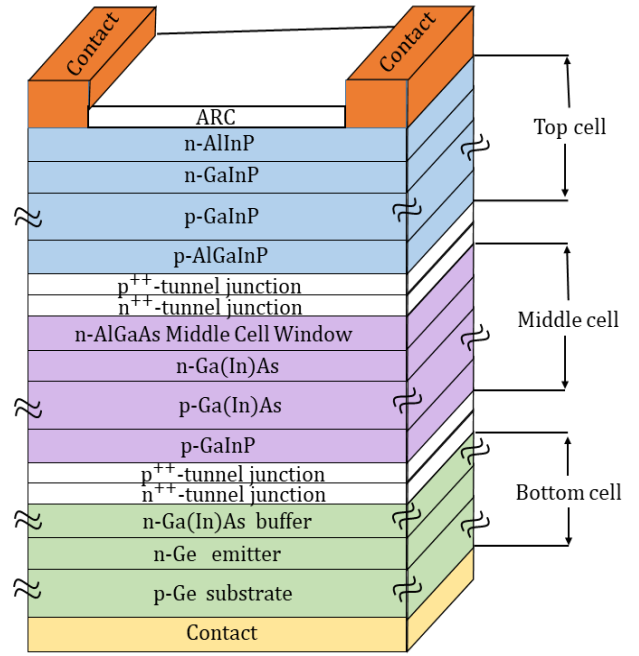 Contact
Contact
ARC
n-AlInP
n-GaInP
p-GaInP
p-AlGaInP
p⁺⁺-tunnel junction
n⁺⁺-tunnel junction
n-AlGaAs Middle Cell Window
n-Ga(In)As
p-Ga(In)As
p-GaInP
p⁺⁺-tunnel junction
n⁺⁺-tunnel junction
n-Ga(In)As buffer
n-Ge emitter
p-Ge substrate
Contact
Top cell
Middle cell
Bottom cell